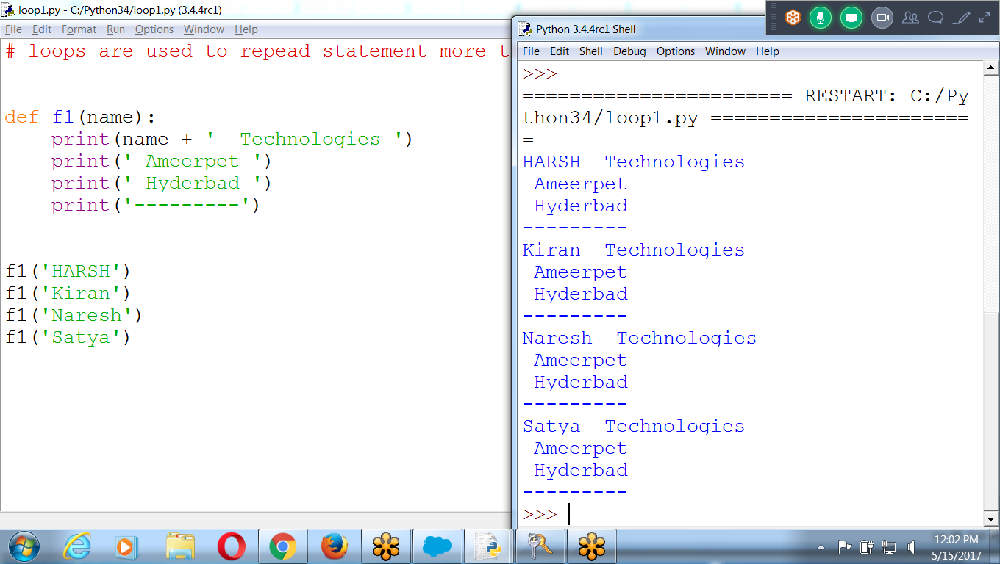 loop1.py - C:/Python34/loop1.py (3.4.4rc1)
File Edit Format Run Options Window Help
# loops are used to repead statement more t
def f1(name):
    print(name + '  Technologies ')
    print(' Ameerpet ')
    print(' Hyderbad ')
    print('---------')
f1('HARSH')
f1('Kiran')
f1('Naresh')
f1('Satya')
Python 3.4.4rc1 Shell
File Edit Shell Debug Options Window Help
>>>
======================= RESTART: C:/Py
thon34/loop1.py ======================
=
HARSH  Technologies
 Ameerpet
 Hyderbad
---------
Kiran  Technologies
 Ameerpet
 Hyderbad
---------
Naresh  Technologies
 Ameerpet
 Hyderbad
---------
Satya  Technologies
 Ameerpet
 Hyderbad
---------
>>>
12:02 PM
5/15/2017